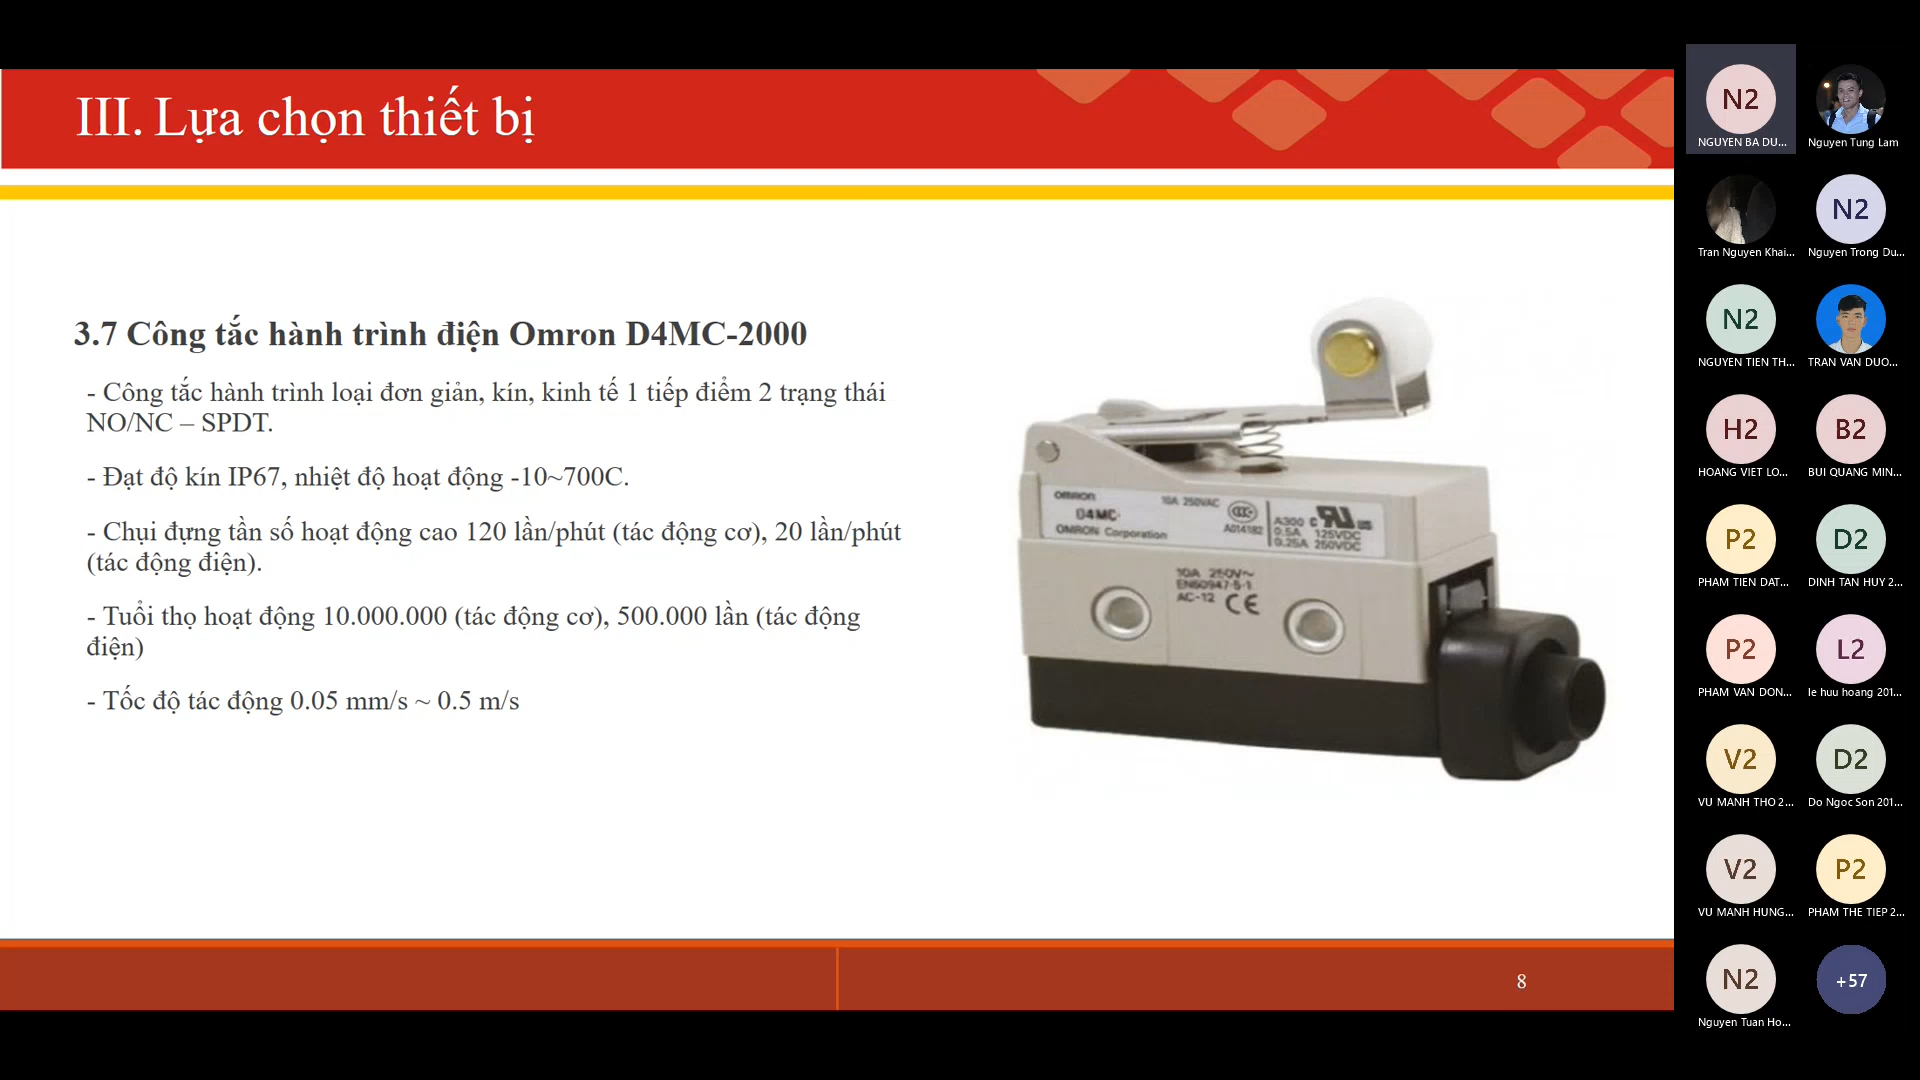 III. Lựa chọn thiết bị
3.7 Công tắc hành trình điện Omron D4MC-2000
- Công tắc hành trình loại đơn giản, kín, kinh tế 1 tiếp điểm 2 trạng thái
NO/NC – SPDT.
- Đạt độ kín IP67, nhiệt độ hoạt động -10~700C.
- Chụi đựng tần số hoạt động cao 120 lần/phút (tác động cơ), 20 lần/phút
(tác động điện).
- Tuổi thọ hoạt động 10.000.000 (tác động cơ), 500.000 lần (tác động
điện)
- Tốc độ tác động 0.05 mm/s ~ 0.5 m/s
OMRON
10A 250VAC
D4MC-
OMRON Corporation
A014182
A300
0.5A 125VDC
0.25A 250VDC
10A 250V~
EN60947-5-1
AC-12 CE
8
N2
NGUYEN BA DU...
Nguyen Tung Lam
Tran Nguyen Khai...
N2
Nguyen Trong Du...
N2
NGUYEN TIEN TH...
TRAN VAN DUO...
H2
HOANG VIET LO...
B2
BUI QUANG MIN...
P2
PHAM TIEN DAT...
D2
DINH TAN HUY 2...
P2
PHAM VAN DON...
L2
le huu hoang 201...
V2
VU MANH THO 2...
D2
Do Ngoc Son 201...
V2
VU MANH HUNG...
P2
PHAM THE TIEP 2...
N2
Nguyen Tuan Ho...
+57